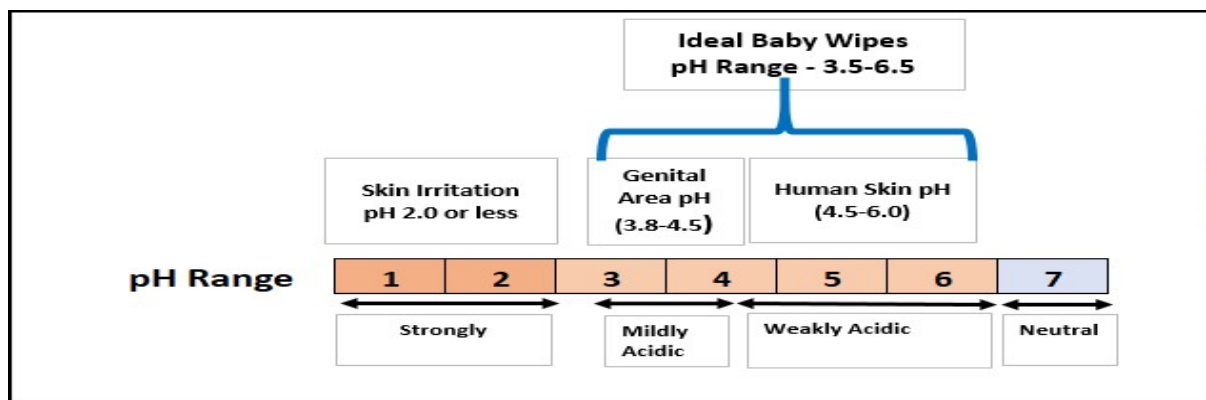 Ideal Baby Wipes
pH Range - 3.5-6.5
Skin Irritation
pH 2.0 or less
Genital
Area pH
(3.8-4.5)
Human Skin pH
(4.5-6.0)
pH Range 1 2 3 4 5 6 7
Strongly
Mildly
Acidic
Weakly Acidic
Neutral